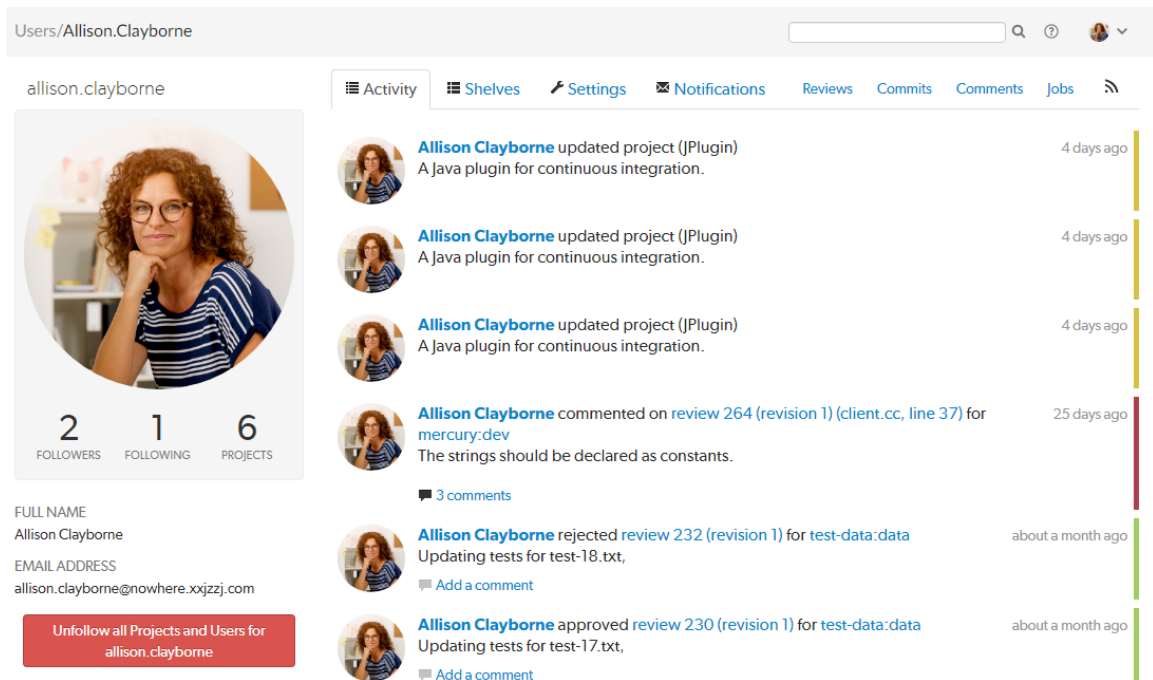 Users/Allison.Clayborne
allison.clayborne
Activity
Shelves
Settings
Notifications
Reviews
Commits
Comments
Jobs
2
1
6
FOLLOWERS
FOLLOWING
PROJECTS
FULL NAME
Allison Clayborne
EMAIL ADDRESS
allison.clayborne@nowhere.xxjzzj.com
Unfollow all Projects and Users for
allison.clayborne
Allison Clayborne updated project (JPlugin)
4 days ago
A Java plugin for continuous integration.
Allison Clayborne updated project (JPlugin)
4 days ago
A Java plugin for continuous integration.
Allison Clayborne updated project (JPlugin)
4 days ago
A Java plugin for continuous integration.
Allison Clayborne commented on review 264 (revision 1) (client.cc, line 37) for
25 days ago
mercury:dev
The strings should be declared as constants.
3 comments
Allison Clayborne rejected review 232 (revision 1) for test-data:data
about a month ago
Updating tests for test-18.txt,
Add a comment
Allison Clayborne approved review 230 (revision 1) for test-data:data
about a month ago
Updating tests for test-17.txt,
Add a comment